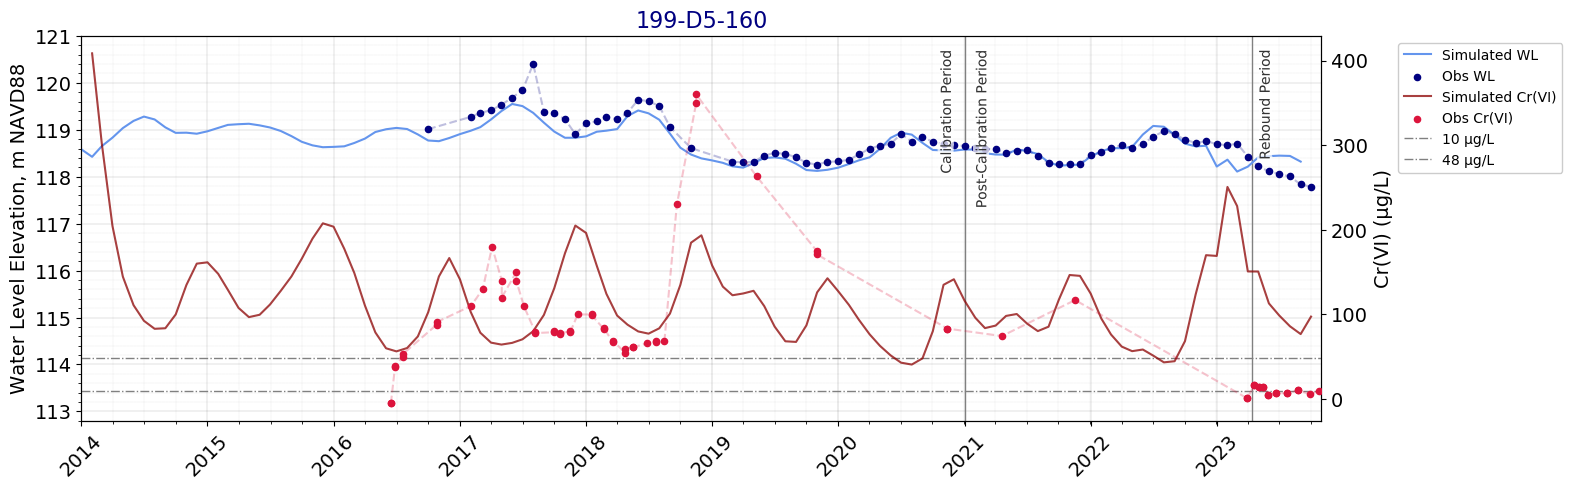 199-D5-160
Water Level Elevation, m NAVD88
121
120
119
118
117
116
115
114
113
2014
2015
2016
2017
2018
2019
2020
2021
2022
2023
Calibration Period
Post-Calibration Period
Rebound Period
400
300
200
100
0
Cr(VI) (μg/L)
Simulated WL
Obs WL
Simulated Cr(VI)
Obs Cr(VI)
10 μg/L
48 μg/L